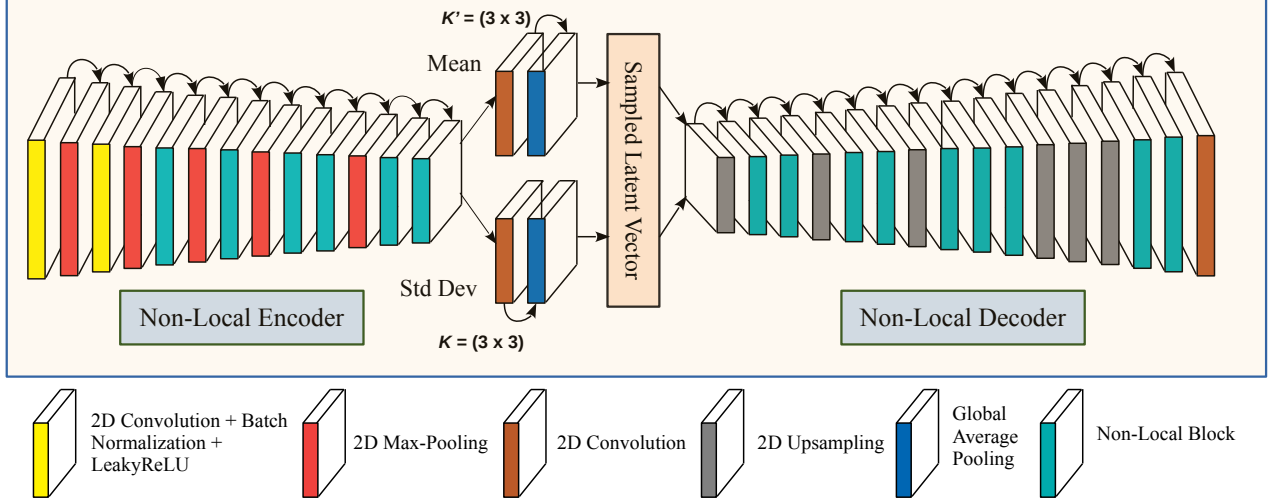 K' = (3 x 3)
Mean
Sampled Latent Vector
Std Dev
K = (3 x 3)
Non-Local Encoder
Non-Local Decoder
2D Convolution + Batch
Normalization +
LeakyReLU
2D Max-Pooling
2D Convolution
2D Upsampling
Global
Average
Pooling
Non-Local Block